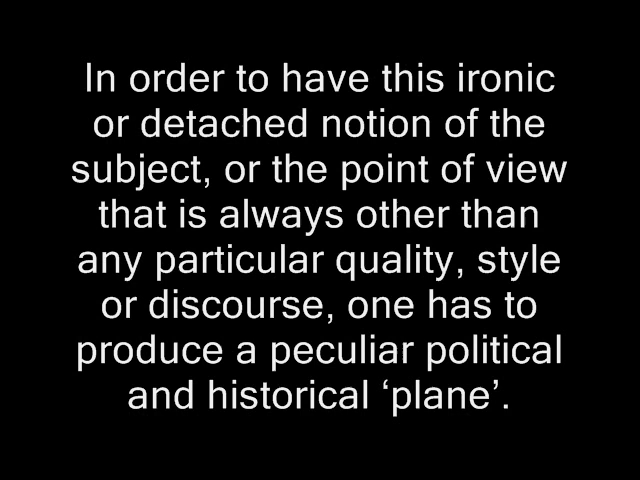 In order to have this ironic
or detached notion of the
subject, or the point of view
that is always other than
any particular quality, style
or discourse, one has to
produce a peculiar political
and historical ‘plane’.